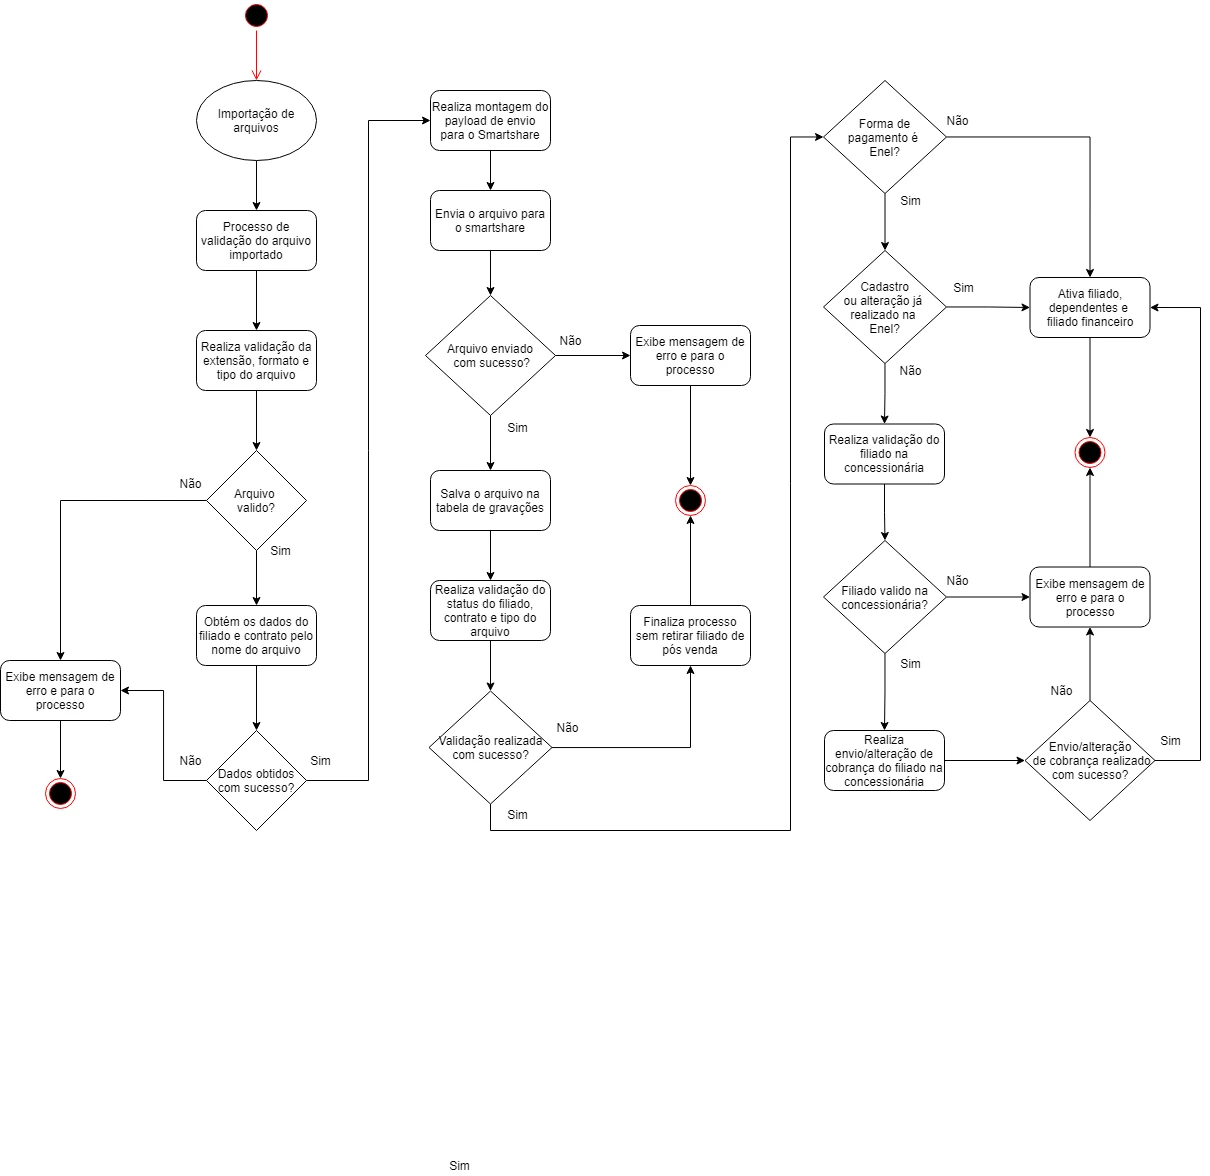 Importação de
arquivos
Processo de
validação do arquivo
importado
Realiza validação da
extensão, formato e
tipo do arquivo
Arquivo
valido?
Não
Sim
Obtém os dados do
filiado e contrato pelo
nome do arquivo
Exibe mensagem de
erro e para o
processo
Dados obtidos
com sucesso?
Não
Sim
Realiza montagem do
payload de envio
para o Smartshare
Envia o arquivo para
o smartshare
Arquivo enviado
com sucesso?
Não
Sim
Exibe mensagem de
erro e para o
processo
Salva o arquivo na
tabela de gravações
Realiza validação do
status do filiado,
contrato e tipo do
arquivo
Finaliza processo
sem retirar filiado de
pós venda
Validação realizada
com sucesso?
Não
Sim
Forma de
pagamento é
Enel?
Não
Sim
Cadastro
ou alteração já
realizado na
Enel?
Sim
Não
Ativa filiado,
dependentes e
filiado financeiro
Realiza validação do
filiado na
concessionária
Filiado valido na
concessionária?
Não
Sim
Exibe mensagem de
erro e para o
processo
Realiza
envio/alteração de
cobrança do filiado na
concessionária
Envio/alteração
de cobrança realizado
com sucesso?
Não
Sim
Sim